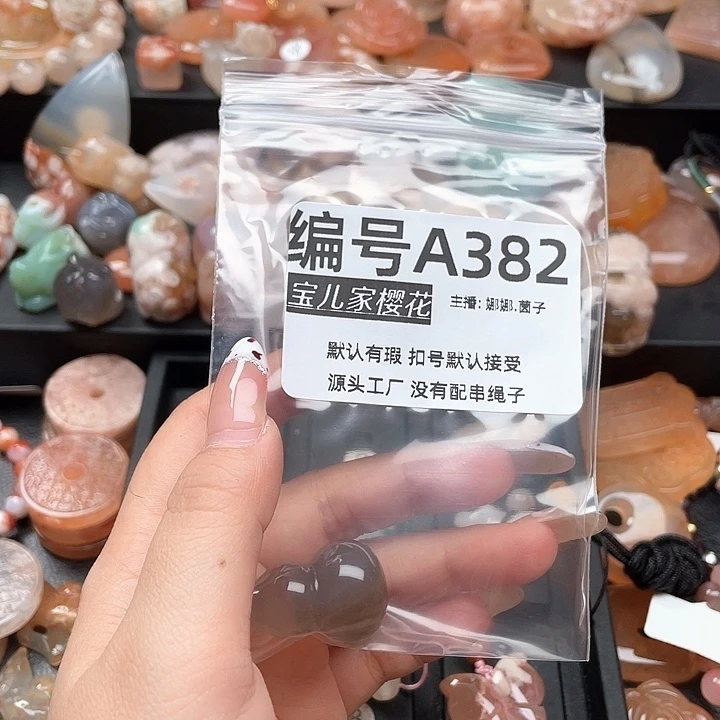 编号A382
宝儿家樱花 主播: 娜娜.菌子
默认有瑕 扣号默认接受
源头工厂 没有配串绳子